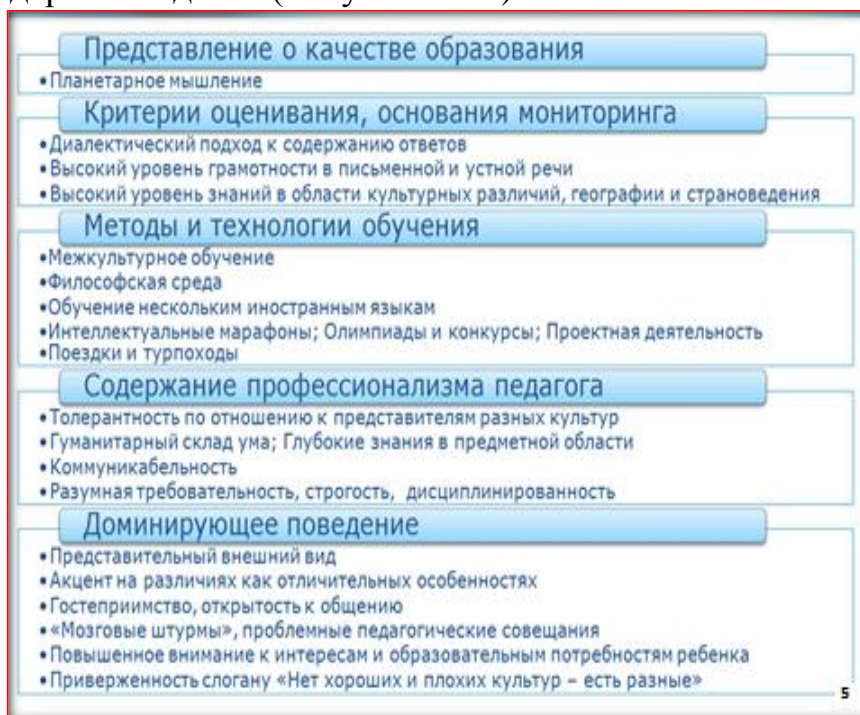 Представление о качестве образования
•Планетарное мышление
Критерии оценивания, основания мониторинга
•Диалектический подход к содержанию ответов
•Высокий уровень грамотности в письменной и устной речи
•Высокий уровень знаний в области культурных различий, географии и страноведения
Методы и технологии обучения
•Межкультурное обучение
•Философская среда
•Обучение нескольким иностранным языкам
•Интеллектуальные марафоны; Олимпиады и конкурсы; Проектная деятельность
•Поездки и турпоходы
Содержание профессионализма педагога
•Толерантность по отношению к представителям разных культур
•Гуманитарный склад ума; Глубокие знания в предметной области
•Коммуникабельность
•Разумная требовательность, строгость, дисциплинированность
Доминирующее поведение
•Представительный внешний вид
•Акцент на различиях как отличительных особенностях
•Гостеприимство, открытость к общению
•«Мозговые штурмы», проблемные педагогические совещания
•Повышенное внимание к интересам и образовательным потребностям ребенка
•Приверженность слогану «Нет хороших и плохих культур – есть разные»
5